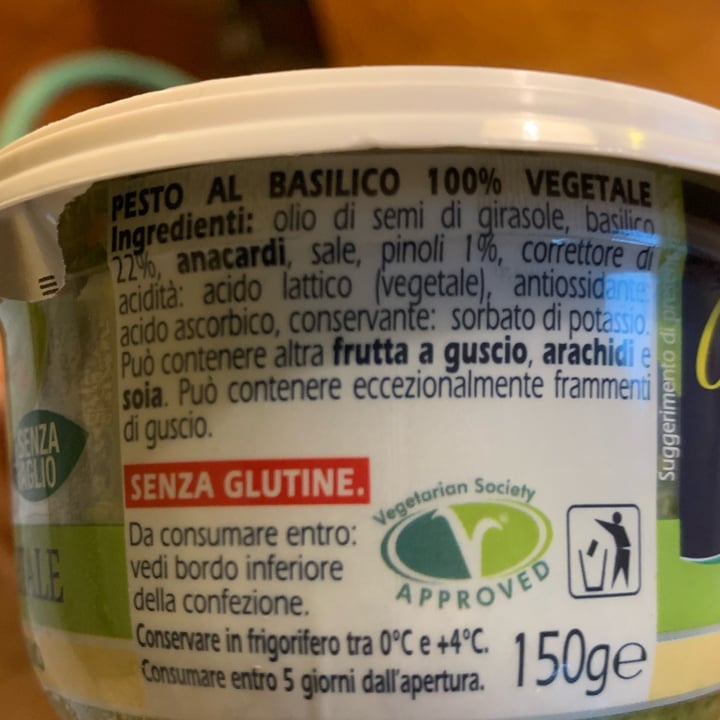 PESTO AL BASILICO 100% VEGETALE
Ingredienti: olio di semi di girasole, basilico
22%, anacardi, sale, pinoli 1%, correttore di
acidità: acido lattico (vegetale), antiossidante:
acido ascorbico, conservante: sorbato di potassio.
Può contenere altra frutta a guscio, arachidi e
soia. Può contenere eccezionalmente frammenti
di guscio.
SENZA
AGLIO
SENZA GLUTINE.
Vegetarian Society
APPROVED
Da consumare entro:
vedi bordo inferiore
della confezione.
Conservare in frigorifero tra 0°C e +4°C.
Consumare entro 5 giorni dall'apertura.
150g e
Suggerimento di